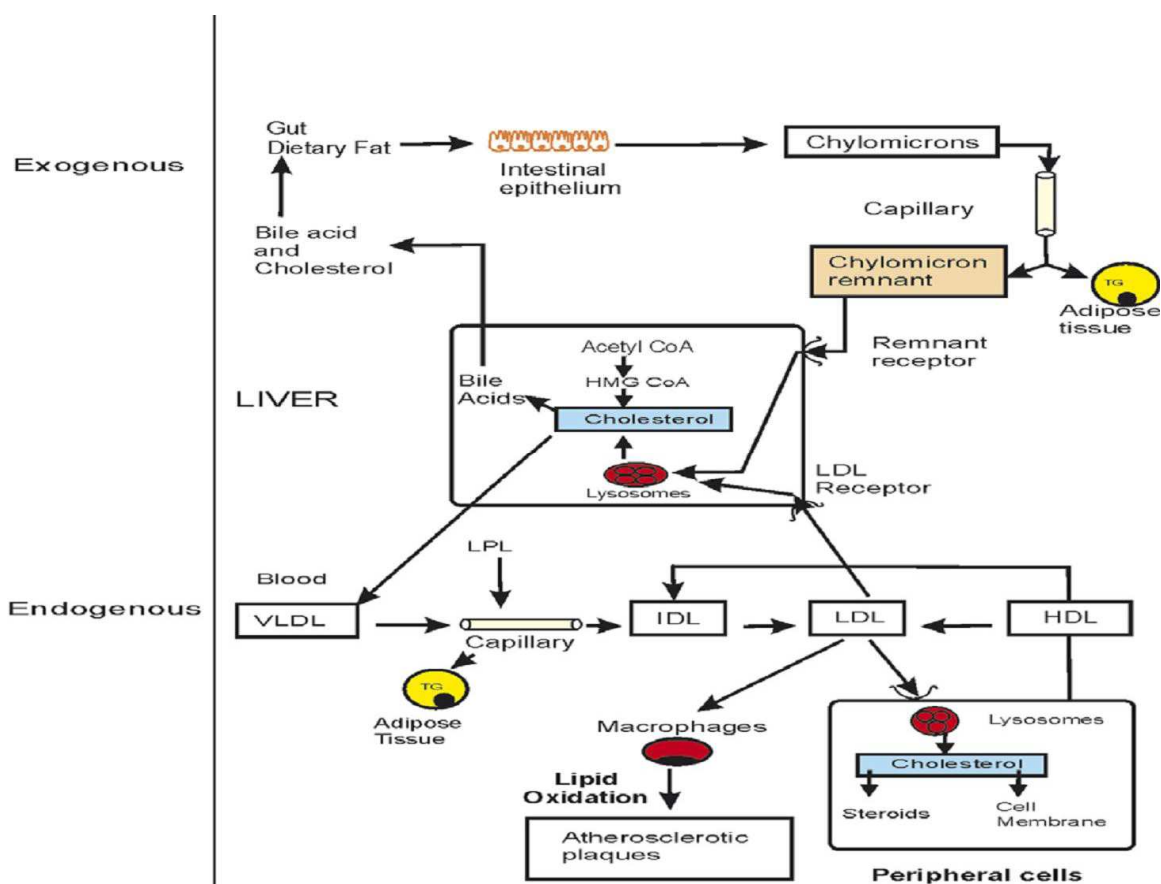 Exogenous
Gut
Dietary Fat
Intestinal
epithelium
Chylomicrons
Capillary
Bile acid
and
Cholesterol
Chylomicron
remnant
TG
Adipose
tissue
Remnant
receptor
LIVER
Acetyl CoA
HMG CoA
Bile
Acids
Cholesterol
Lysosomes
LDL
Receptor
Endogenous
Blood
LPL
VLDL
Capillary
IDL
LDL
HDL
TG
Adipose
Tissue
Macrophages
Lipid
Oxidation
Atherosclerotic
plaques
Lysosomes
Cholesterol
Steroids
Cell
Membrane
Peripheral cells